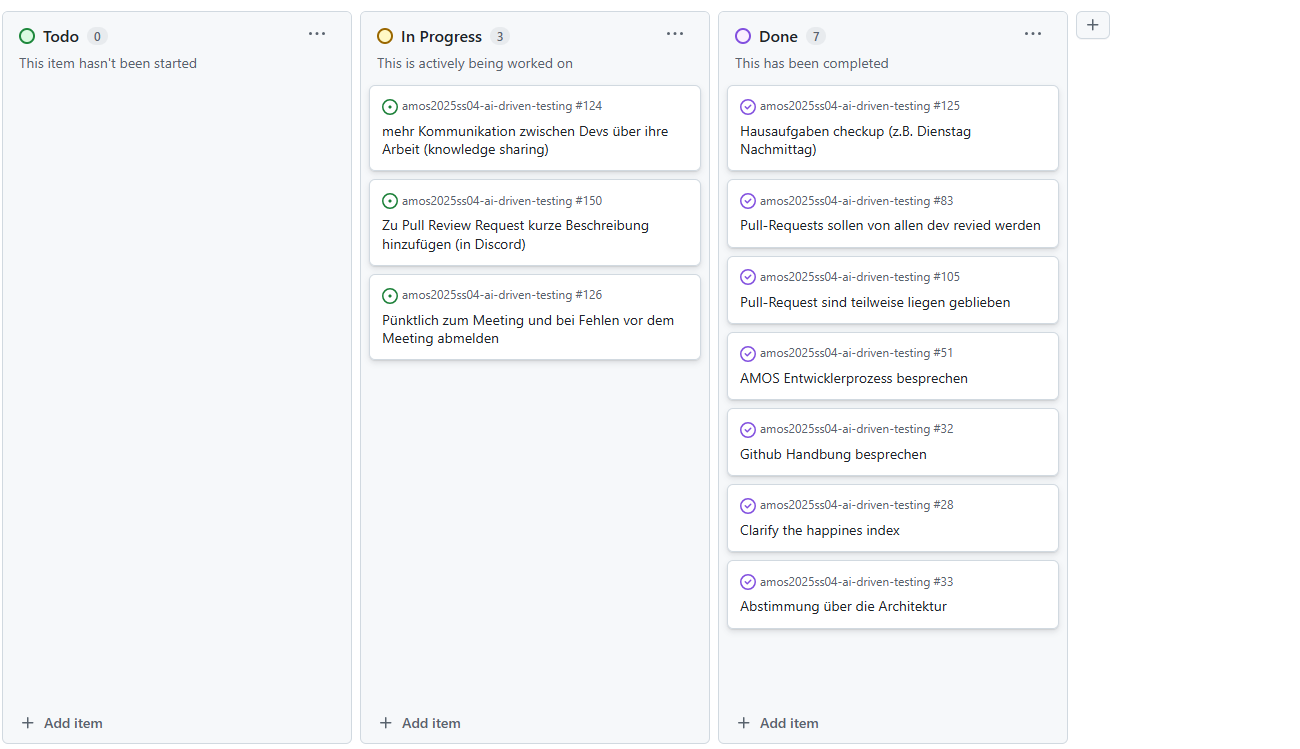 Todo 0
This item hasn't been started
Add item
In Progress 3
This is actively being worked on
amos2025ss04-ai-driven-testing #124
mehr Kommunikation zwischen Devs über ihre
Arbeit (knowledge sharing)
amos2025ss04-ai-driven-testing #150
Zu Pull Review Request kurze Beschreibung
hinzufügen (in Discord)
amos2025ss04-ai-driven-testing #126
Pünktlich zum Meeting und bei Fehlen vor dem
Meeting abmelden
Add item
Done 7
This has been completed
amos2025ss04-ai-driven-testing #125
Hausaufgaben checkup (z.B. Dienstag
Nachmittag)
amos2025ss04-ai-driven-testing #83
Pull-Requests sollen von allen dev revied werden
amos2025ss04-ai-driven-testing #105
Pull-Request sind teilweise liegen geblieben
amos2025ss04-ai-driven-testing #51
AMOS Entwicklerprozess besprechen
amos2025ss04-ai-driven-testing #32
Github Handbung besprechen
amos2025ss04-ai-driven-testing #28
Clarify the happines index
amos2025ss04-ai-driven-testing #33
Abstimmung über die Architektur
Add item